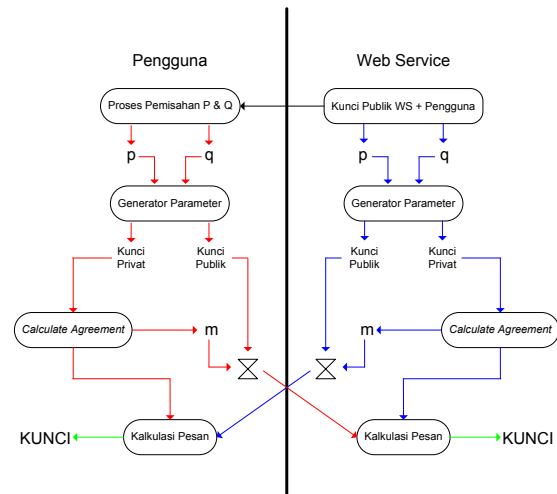 Pengguna
Web Service
Proses Pemisahan P & Q
Kunci Publik WS + Pengguna
p
q
p
q
Generator Parameter
Generator Parameter
Kunci
Privat
Kunci
Publik
Kunci
Publik
Kunci
Privat
Calculate Agreement
m
m
Calculate Agreement
KUNCI
Kalkulasi Pesan
Kalkulasi Pesan
KUNCI